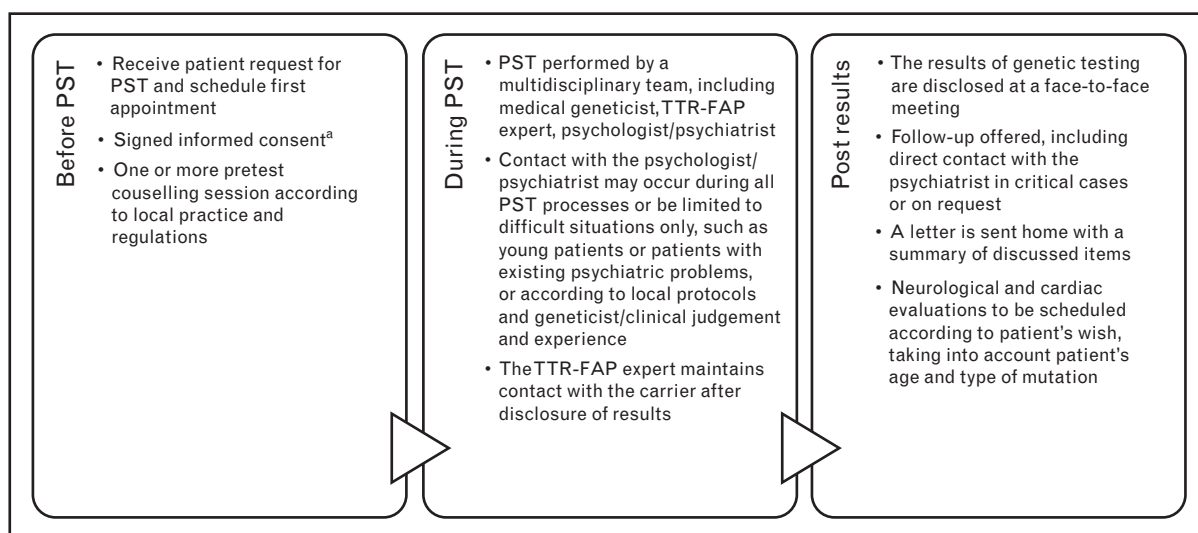 Before PST
• Receive patient request for
PST and schedule first
appointment
• Signed informed consentᵃ
• One or more pretest
couselling session according
to local practice and
regulations
During PST
• PST performed by a
multidisciplinary team, including
medical geneticist, TTR-FAP
expert, psychologist/psychiatrist
• Contact with the psychologist/
psychiatrist may occur during all
PST processes or be limited to
difficult situations only, such as
young patients or patients with
existing psychiatric problems,
or according to local protocols
and geneticist/clinical judgement
and experience
• The TTR-FAP expert maintains
contact with the carrier after
disclosure of results
Post results
• The results of genetic testing
are disclosed at a face-to-face
meeting
• Follow-up offered, including
direct contact with the
psychiatrist in critical cases
or on request
• A letter is sent home with a
summary of discussed items
• Neurological and cardiac
evaluations to be scheduled
according to patient's wish,
taking into account patient's
age and type of mutation